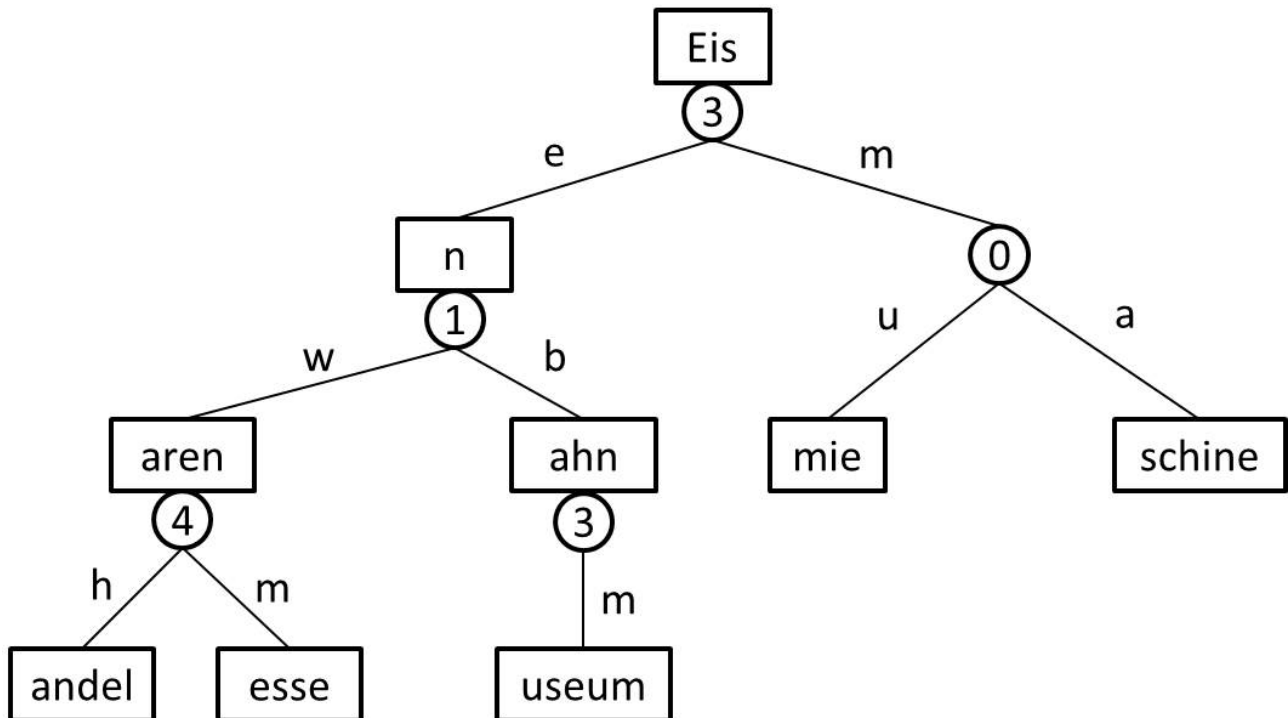 Eis
3
e m
n 0
1
u a
w b
aren ahn mie schine
4 3
h m m
andel esse useum